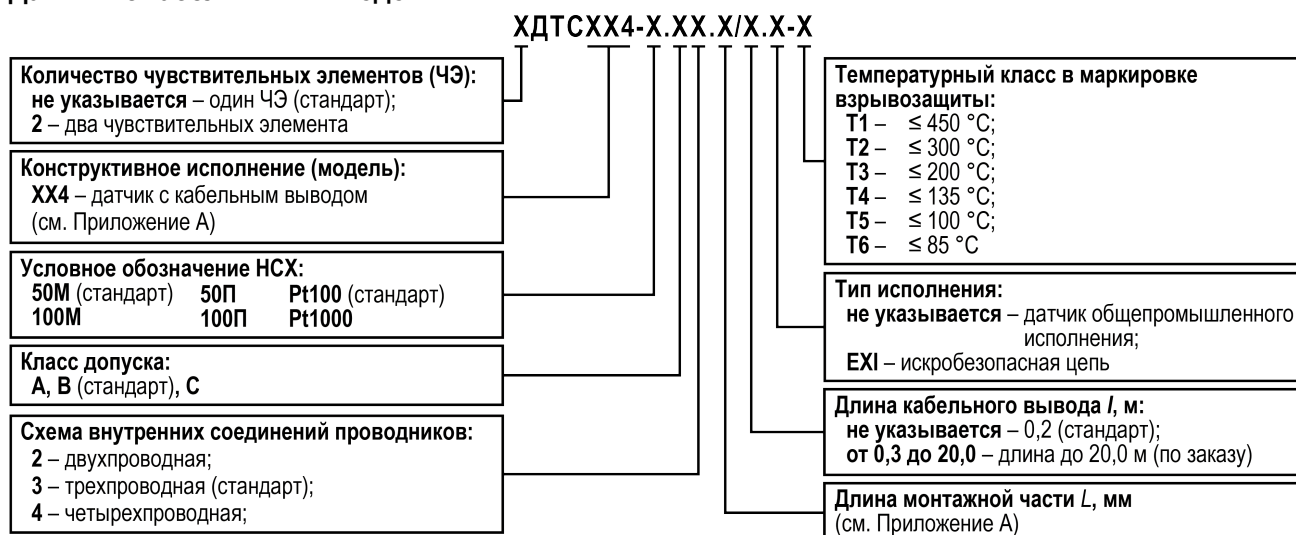 ХДТСХХ4-Х.ХХ.Х/Х.Х-Х
Количество чувствительных элементов (ЧЭ):
не указывается – один ЧЭ (стандарт);
2 – два чувствительных элемента
Конструктивное исполнение (модель):
ХХ4 – датчик с кабельным выводом
(см. Приложение А)
Условное обозначение НСХ:
50М (стандарт) 50П Pt100 (стандарт)
100М 100П Pt1000
Класс допуска:
А, В (стандарт), С
Схема внутренних соединений проводников:
2 – двухпроводная;
3 – трехпроводная (стандарт);
4 – четырехпроводная;
Температурный класс в маркировке
взрывозащиты:
Т1 – ≤ 450 °С;
Т2 – ≤ 300 °С;
Т3 – ≤ 200 °С;
Т4 – ≤ 135 °С;
Т5 – ≤ 100 °С;
Т6 – ≤ 85 °С
Тип исполнения:
не указывается – датчик общепромышленного
исполнения;
EXI – искробезопасная цепь
Длина кабельного вывода l, м:
не указывается – 0,2 (стандарт);
от 0,3 до 20,0 – длина до 20,0 м (по заказу)
Длина монтажной части L, мм
(см. Приложение А)